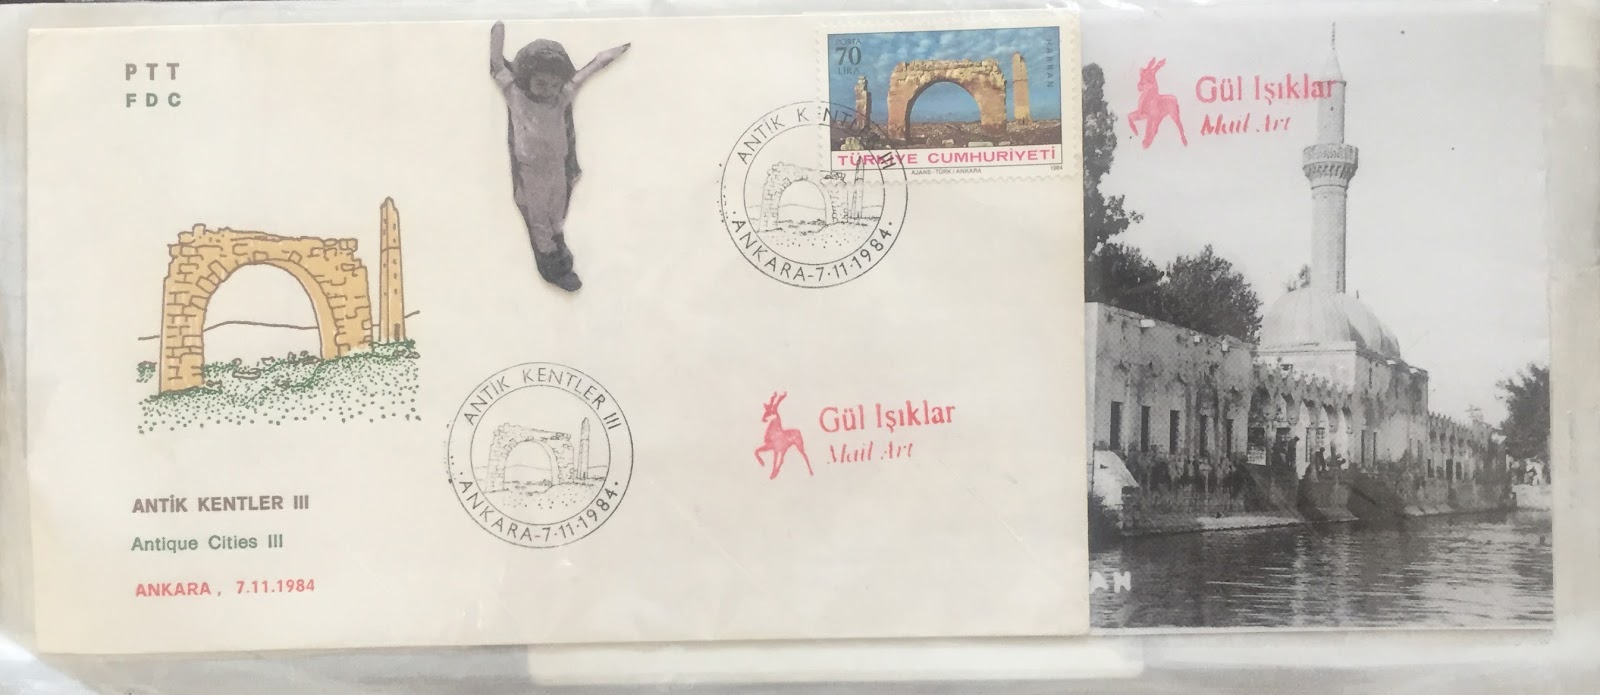 PTT
FDC
ANTİK KENTLER III
Antique Cities III
ANKARA, 7.11.1984
ANTİK KENTLER III
·ANKARA-7·11·1984·
POSTA
70
LİRA
HARRAN
TÜRKİYE CUMHURİYETİ
AJANS-TÜRK/ANKARA
1984
ANTİK KENTLER III
·ANKARA-7·11·1984·
Gül Işıklar
Mail Art
Gül Işıklar
Mail Art
AH